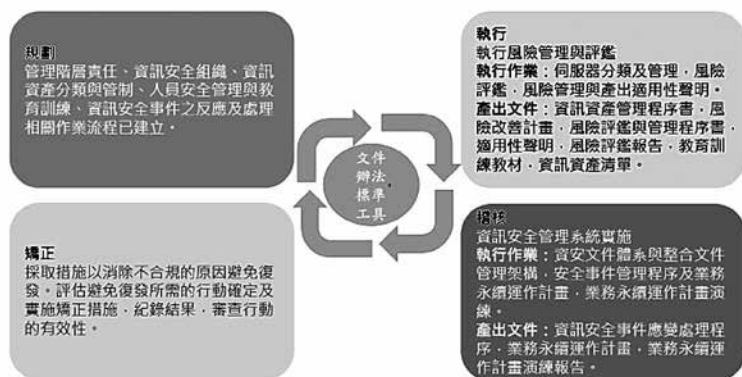 規劃
管理階層責任、資訊安全組織、資訊
資產分類與管制、人員安全管理與教
育訓練、資訊安全事件之反應及處理
相關作業流程已建立。
執行
執行風險管理與評鑑
執行作業：伺服器分類及管理，風險
評鑑，風險管理與產出適用性聲明。
產出文件：資訊資產管理程序書，風
險改善計畫，風險評鑑與管理程序書，
適用性聲明，風險評鑑報告，教育訓
練教材，資訊資產清單。
文件
辦法
標準
工具
矯正
採取措施以消除不合規的原因避免復
發。評估避免復發所需的行動確定及
實施矯正措施，紀錄結果，審查行動
的有效性。
稽核
資訊安全管理系統實施
執行作業：資安文件體系與整合文件
管理架構，安全事件管理程序及業務
永續運作計畫，業務永續運作計畫演
練。
產出文件：資訊安全事件應變處理程
序，業務永續運作計畫，業務永續運
作計畫演練報告。